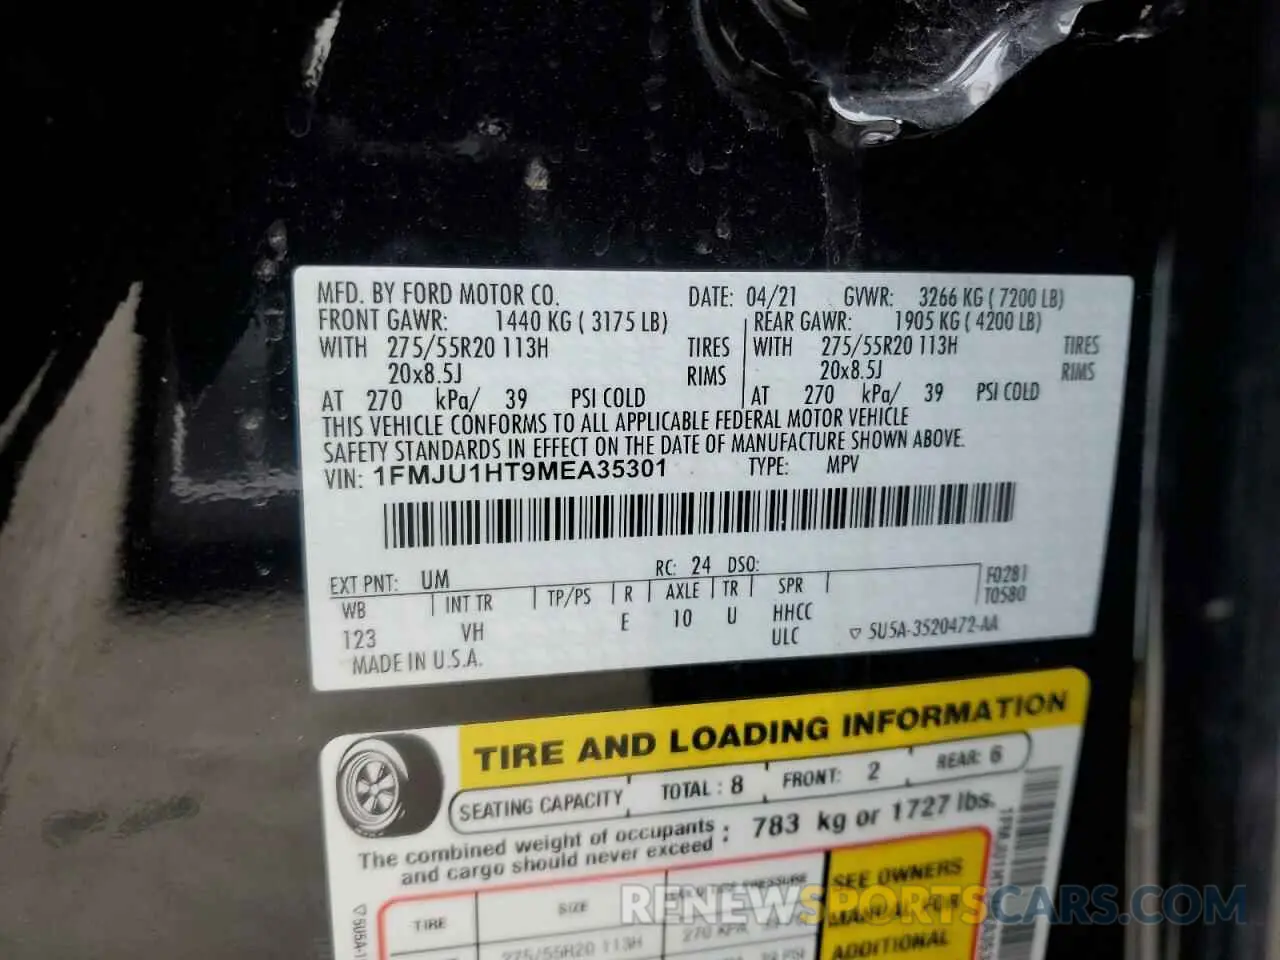 MFD. BY FORD MOTOR CO. DATE: 04/21 GVWR: 3266 KG ( 7200 LB)
FRONT GAWR: 1440 KG ( 3175 LB) REAR GAWR: 1905 KG ( 4200 LB)
WITH 275/55R20 113H TIRES WITH 275/55R20 113H TIRES
20x8.5J RIMS 20x8.5J RIMS
AT 270 kPa/ 39 PSI COLD AT 270 kPa/ 39 PSI COLD
THIS VEHICLE CONFORMS TO ALL APPLICABLE FEDERAL MOTOR VEHICLE
SAFETY STANDARDS IN EFFECT ON THE DATE OF MANUFACTURE SHOWN ABOVE.
VIN: 1FMJU1HT9MEA35301 TYPE: MPV
EXT PNT: UM RC: 24 DSO:
WB INT TR TP/PS R AXLE TR SPR F0281
T0580
123 VH E 10 U HHCC
ULC ▽ 5U5A-3520472-AA
MADE IN U.S.A.
TIRE AND LOADING INFORMATION
SEATING CAPACITY TOTAL : 8 FRONT: 2 REAR: 6
The combined weight of occupants : 783 kg or 1727 lbs.
and cargo should never exceed
TIRE SIZE SEE OWNERS
MANUAL FOR
275/55R20 113H 270 KPA ADDITIONAL
RENEWSPORTSCARS.COM